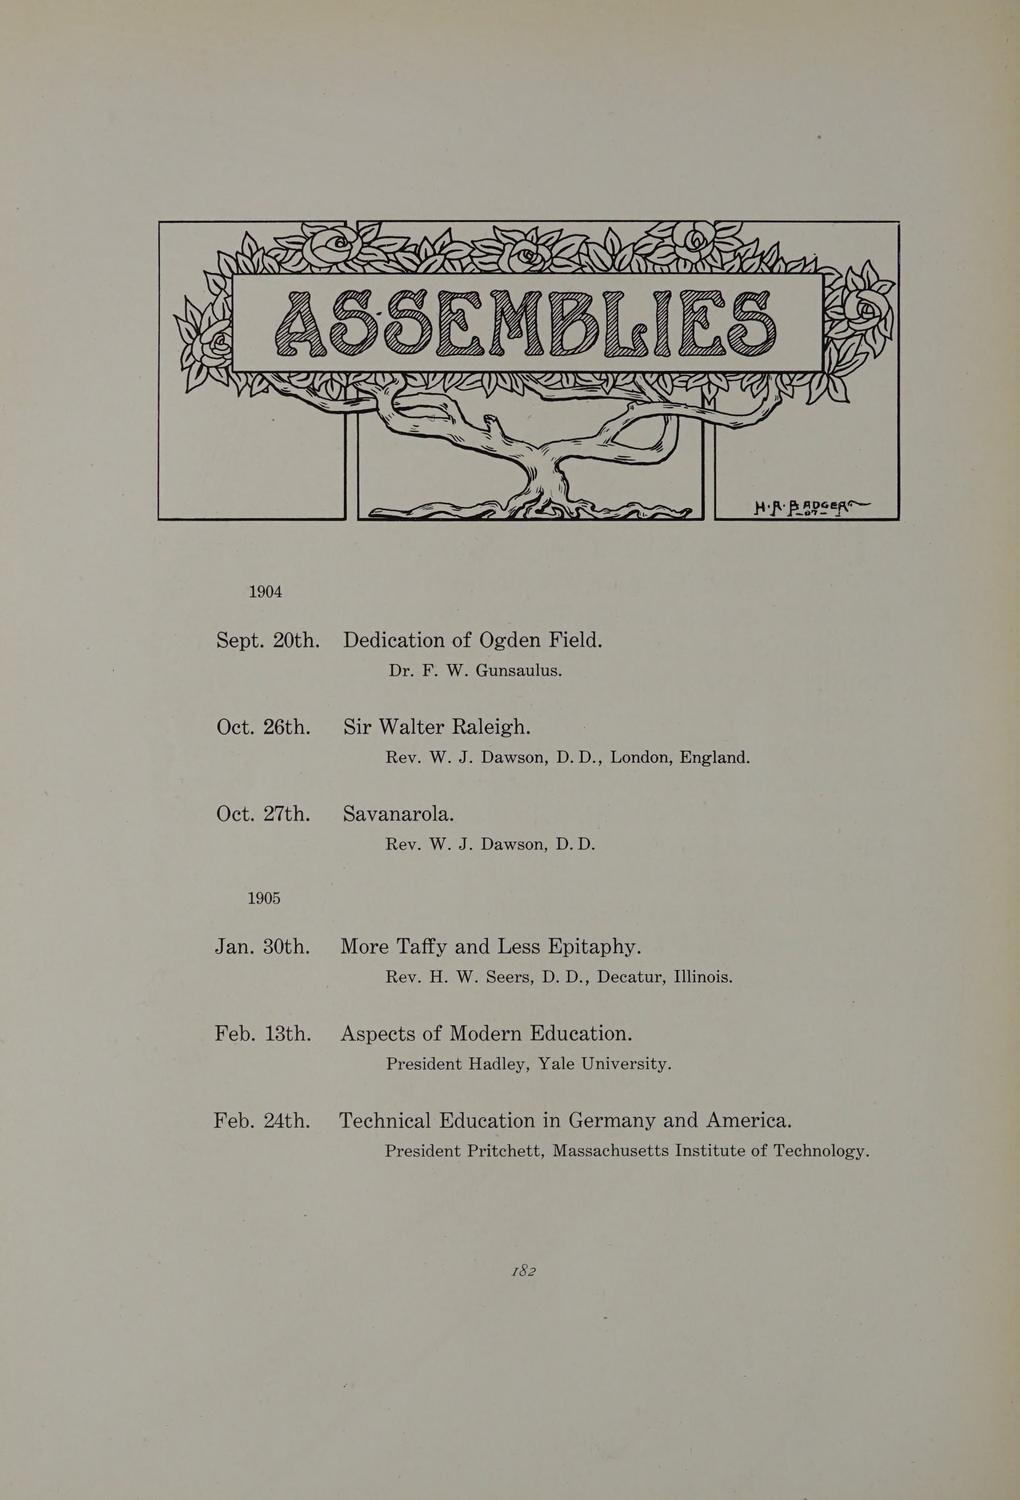 ASSEMBLIES
H. A. BADGER
-07-
1904
Sept. 20th. Dedication of Ogden Field.
Dr. F. W. Gunsaulus.
Oct. 26th. Sir Walter Raleigh.
Rev. W. J. Dawson, D. D., London, England.
Oct. 27th. Savanarola.
Rev. W. J. Dawson, D. D.
1905
Jan. 30th. More Taffy and Less Epitaphy.
Rev. H. W. Seers, D. D., Decatur, Illinois.
Feb. 13th. Aspects of Modern Education.
President Hadley, Yale University.
Feb. 24th. Technical Education in Germany and America.
President Pritchett, Massachusetts Institute of Technology.
182